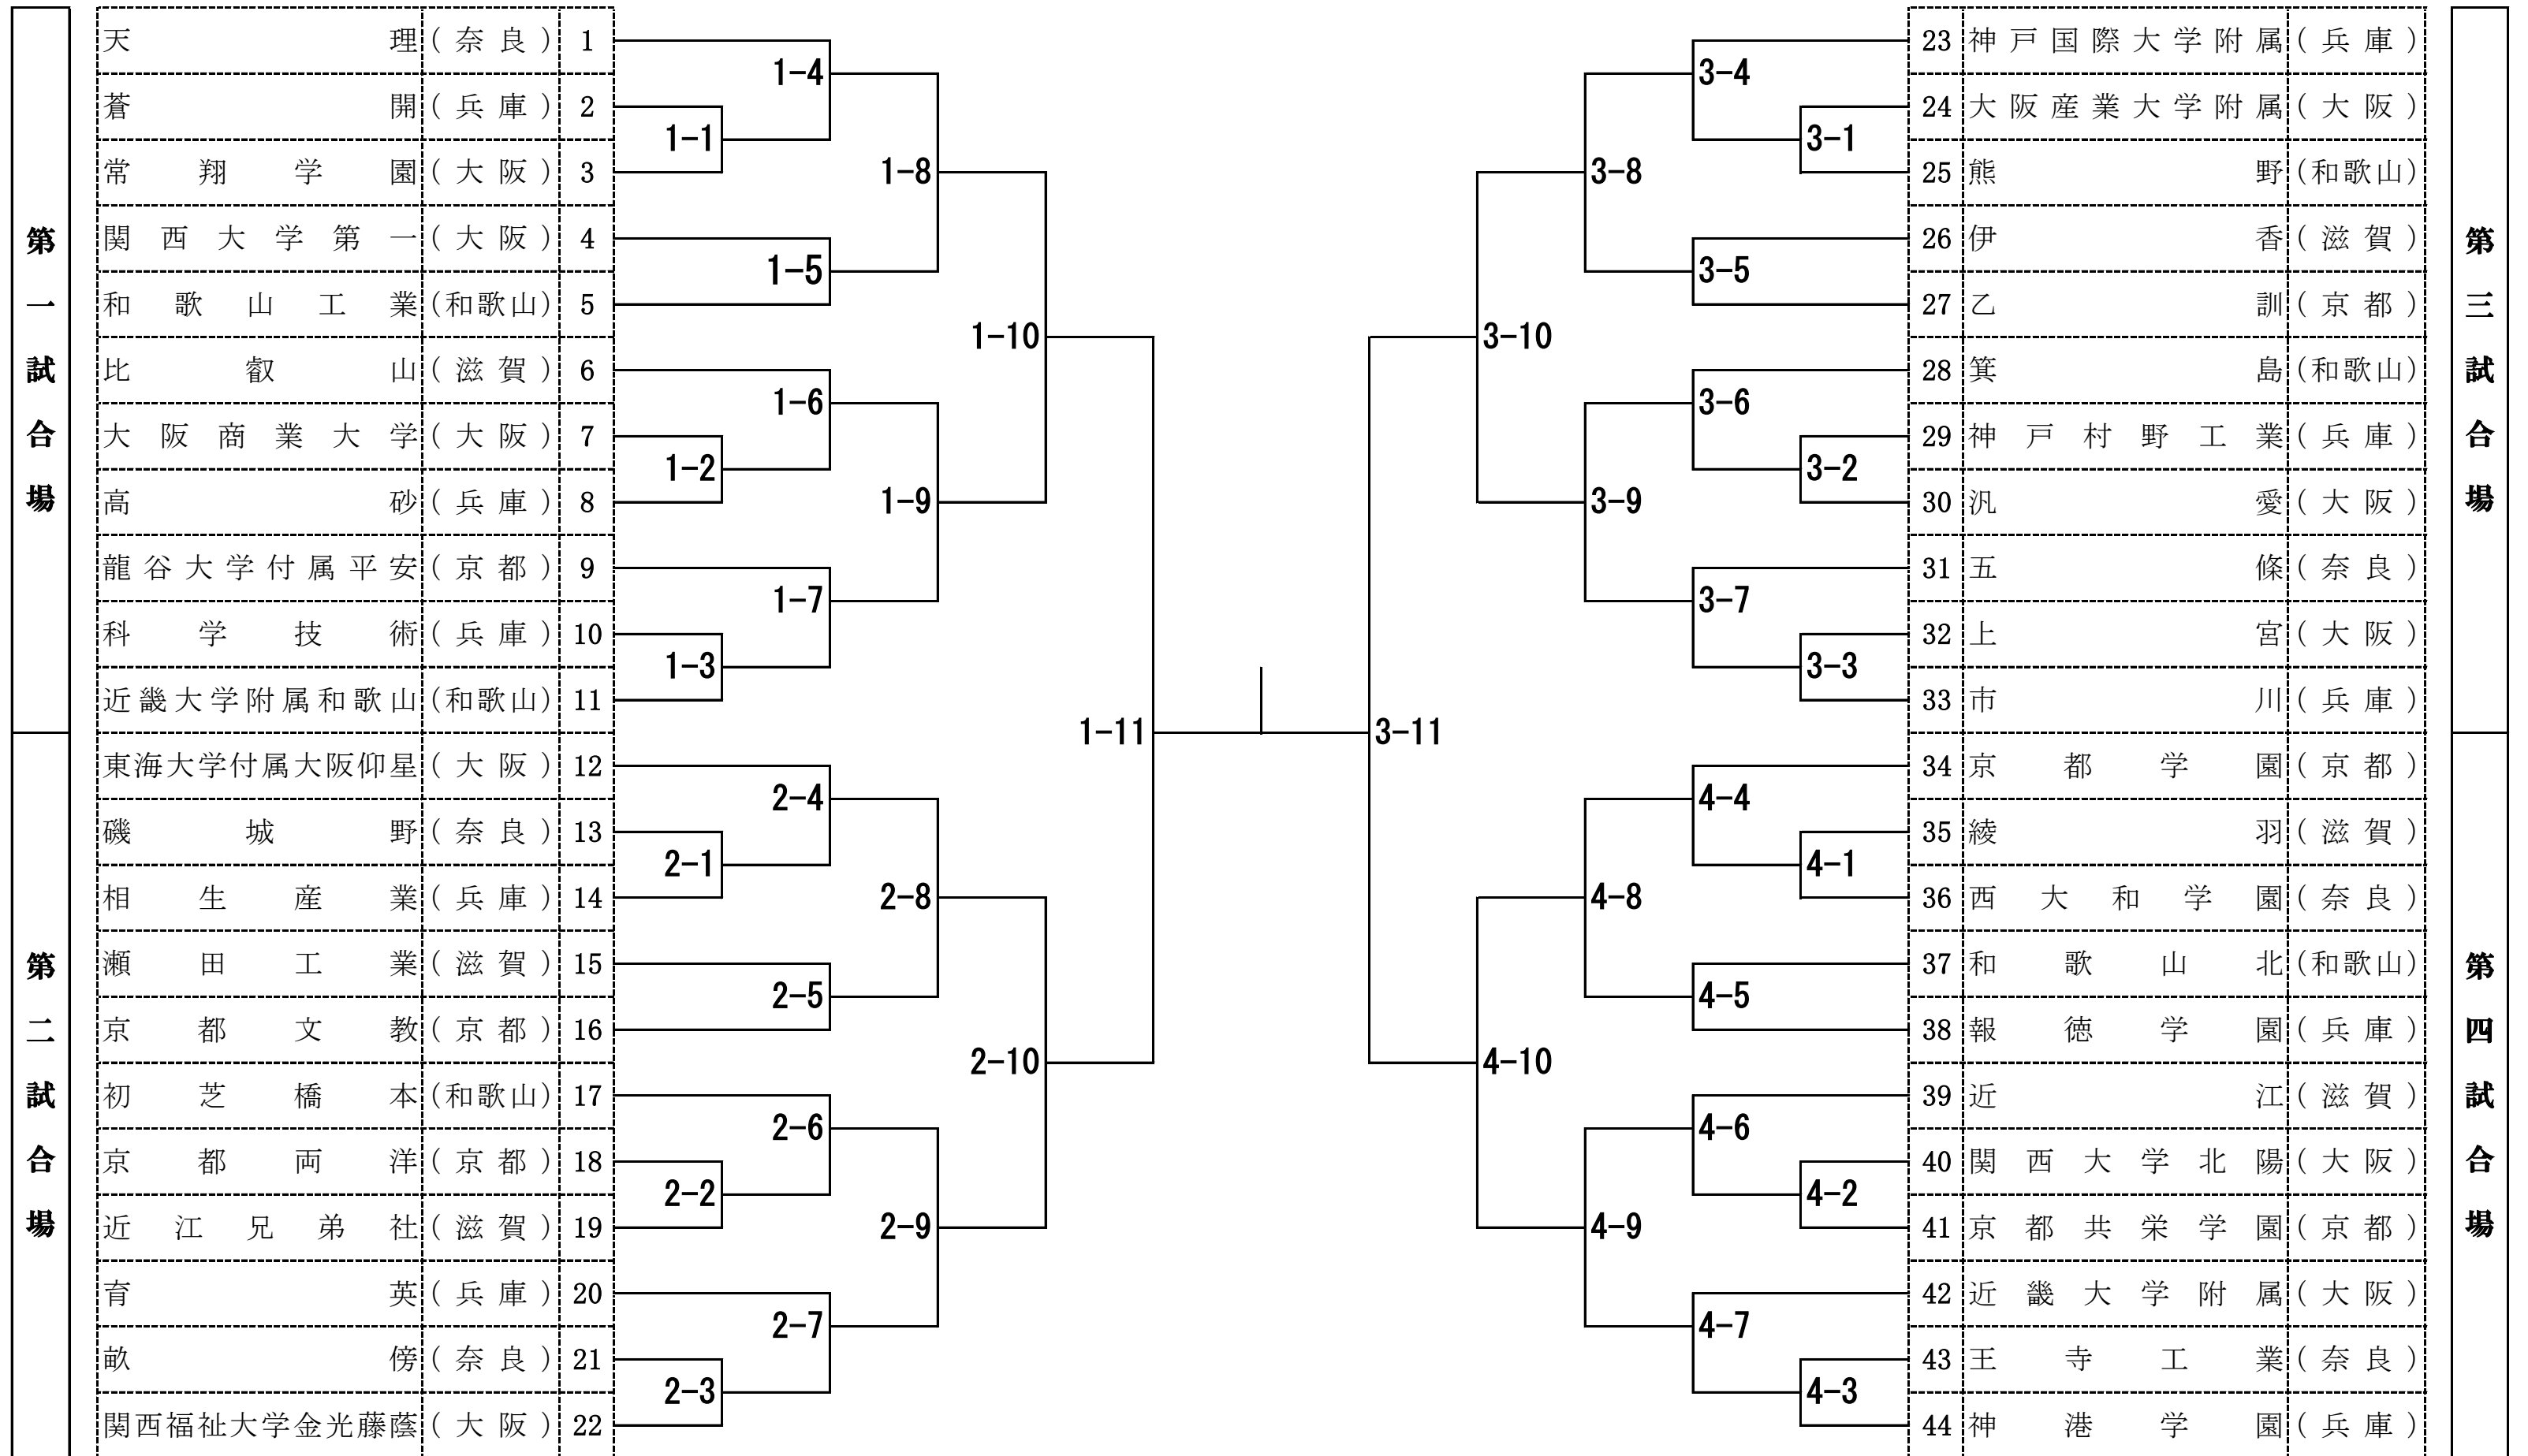 第一試合場
天理(奈良) 1
蒼開(兵庫) 2
常翔学園(大阪) 3
関西大学第一(大阪) 4
和歌山工業(和歌山) 5
比叡山(滋賀) 6
大阪商業大学(大阪) 7
高砂(兵庫) 8
龍谷大学付属平安(京都) 9
科学技術(兵庫) 10
近畿大学附属和歌山(和歌山) 11
第二試合場
東海大学付属大阪仰星(大阪) 12
磯城野(奈良) 13
相生産業(兵庫) 14
瀬田工業(滋賀) 15
京都文教(京都) 16
初芝橋本(和歌山) 17
京都両洋(京都) 18
近江兄弟社(滋賀) 19
育英(兵庫) 20
畝傍(奈良) 21
関西福祉大学金光藤蔭(大阪) 22
1-4
1-1
1-8
1-5
1-10
1-6
1-2
1-9
1-7
1-3
1-11
2-4
2-1
2-8
2-5
2-10
2-6
2-2
2-9
2-7
2-3
3-4
3-1
3-8
3-5
3-10
3-6
3-2
3-9
3-7
3-3
3-11
4-4
4-1
4-8
4-5
4-10
4-6
4-2
4-9
4-7
4-3
23 神戸国際大学附属(兵庫)
24 大阪産業大学附属(大阪)
25 熊野(和歌山)
26 伊香(滋賀)
27 乙訓(京都)
28 箕島(和歌山)
29 神戸村野工業(兵庫)
30 汎愛(大阪)
31 五條(奈良)
32 上宮(大阪)
33 市川(兵庫)
第三試合場
34 京都学園(京都)
35 綾羽(滋賀)
36 西大和学園(奈良)
37 和歌山北(和歌山)
38 報徳学園(兵庫)
39 近江(滋賀)
40 関西大学北陽(大阪)
41 京都共栄学園(京都)
42 近畿大学附属(大阪)
43 王寺工業(奈良)
44 神港学園(兵庫)
第四試合場